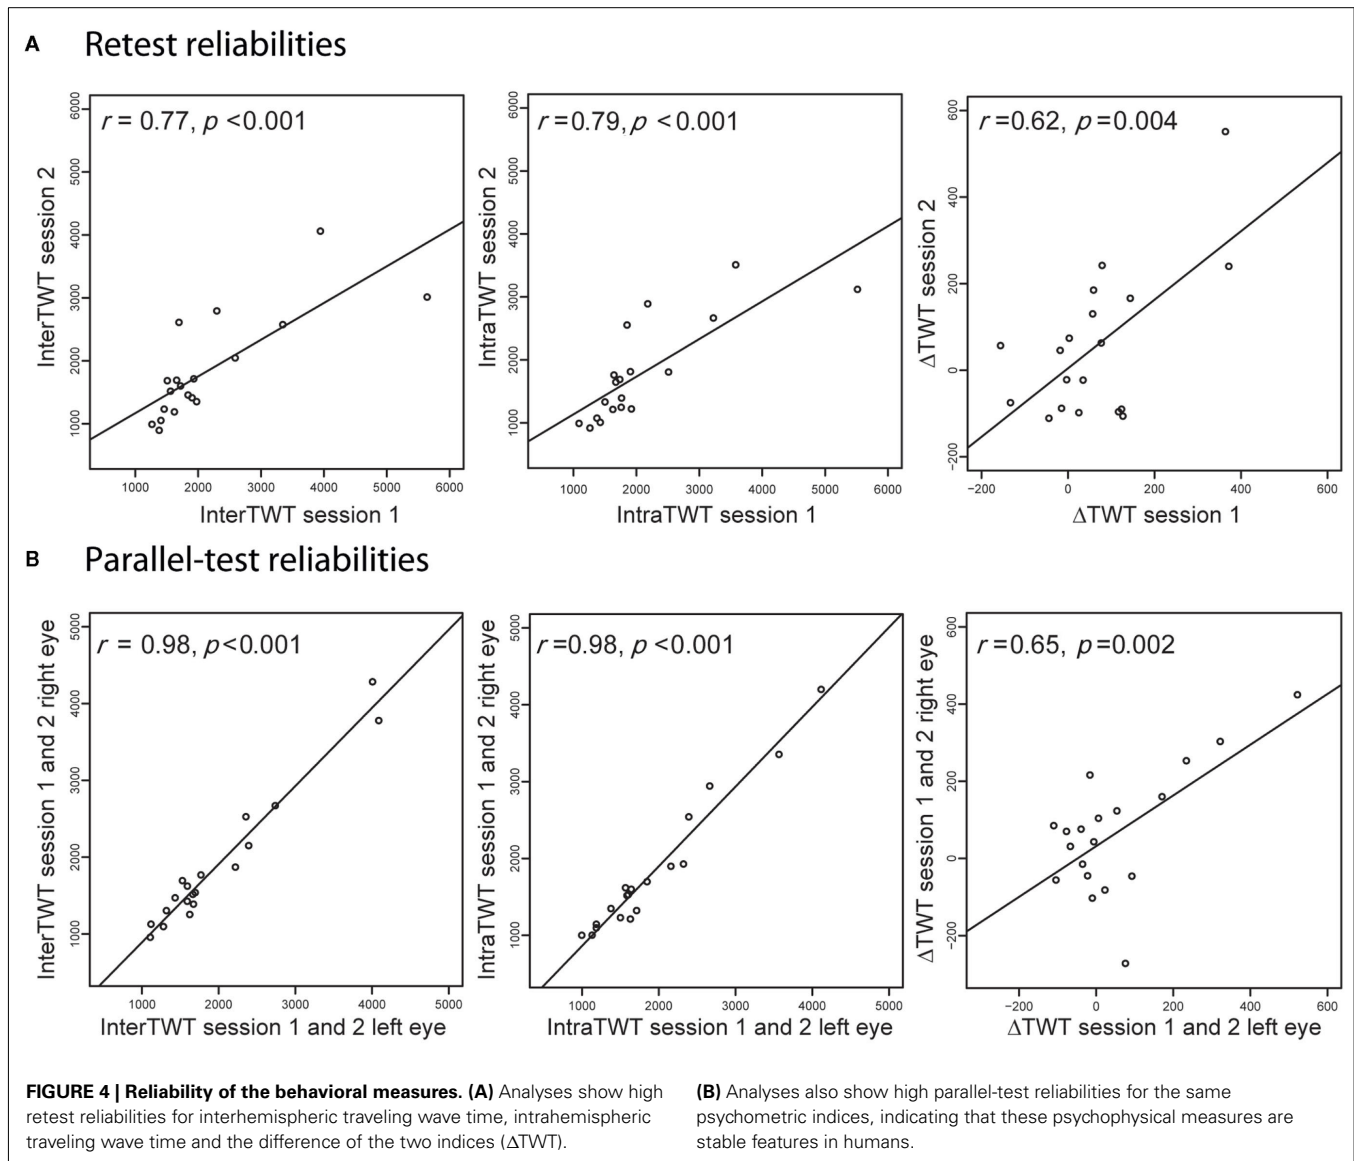 A Retest reliabilities
r = 0.77, p <0.001
InterTWT session 2
1000 2000 3000 4000 5000 6000
1000 2000 3000 4000 5000 6000
InterTWT session 1
r =0.79, p <0.001
IntraTWT session 2
1000 2000 3000 4000 5000 6000
1000 2000 3000 4000 5000 6000
IntraTWT session 1
r =0.62, p =0.004
ΔTWT session 2
−200 0 200 400 600
−200 0 200 400 600
ΔTWT session 1
B Parallel-test reliabilities
r = 0.98, p<0.001
InterTWT session 1 and 2 right eye
1000 2000 3000 4000 5000
1000 2000 3000 4000 5000
InterTWT session 1 and 2 left eye
r =0.98, p <0.001
IntraTWT session 1 and 2 right eye
1000 2000 3000 4000 5000
1000 2000 3000 4000 5000
IntraTWT session 1 and 2 left eye
r =0.65, p =0.002
ΔTWT session 1 and 2 right eye
−200 0 200 400 600
−200 0 200 400 600
ΔTWT session 1 and 2 left eye
FIGURE 4 | Reliability of the behavioral measures. (A) Analyses show high
retest reliabilities for interhemispheric traveling wave time, intrahemispheric
traveling wave time and the difference of the two indices (ΔTWT).
(B) Analyses also show high parallel-test reliabilities for the same
psychometric indices, indicating that these psychophysical measures are
stable features in humans.